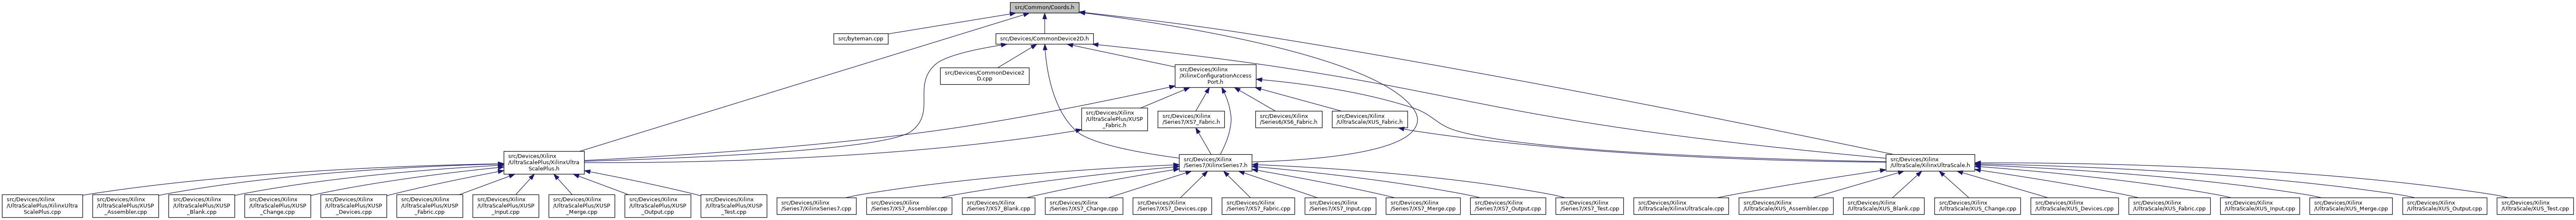 src/Common/Coords.h
src/byteman.cpp
src/Devices/CommonDevice2D.h
src/Devices/CommonDevice2
D.cpp
src/Devices/Xilinx
/XilinxConfigurationAccess
Port.h
src/Devices/Xilinx
/UltraScalePlus/XUSP
_Fabric.h
src/Devices/Xilinx
/Series7/XS7_Fabric.h
src/Devices/Xilinx
/Series6/XS6_Fabric.h
src/Devices/Xilinx
/UltraScale/XUS_Fabric.h
src/Devices/Xilinx
/UltraScalePlus/XilinxUltra
ScalePlus.h
src/Devices/Xilinx
/Series7/XilinxSeries7.h
src/Devices/Xilinx
/UltraScale/XilinxUltraScale.h
src/Devices/Xilinx
/UltraScalePlus/XilinxUltra
ScalePlus.cpp
src/Devices/Xilinx
/UltraScalePlus/XUSP
_Assembler.cpp
src/Devices/Xilinx
/UltraScalePlus/XUSP
_Blank.cpp
src/Devices/Xilinx
/UltraScalePlus/XUSP
_Change.cpp
src/Devices/Xilinx
/UltraScalePlus/XUSP
_Devices.cpp
src/Devices/Xilinx
/UltraScalePlus/XUSP
_Fabric.cpp
src/Devices/Xilinx
/UltraScalePlus/XUSP
_Input.cpp
src/Devices/Xilinx
/UltraScalePlus/XUSP
_Merge.cpp
src/Devices/Xilinx
/UltraScalePlus/XUSP
_Output.cpp
src/Devices/Xilinx
/UltraScalePlus/XUSP
_Test.cpp
src/Devices/Xilinx
/Series7/XilinxSeries7.cpp
src/Devices/Xilinx
/Series7/XS7_Assembler.cpp
src/Devices/Xilinx
/Series7/XS7_Blank.cpp
src/Devices/Xilinx
/Series7/XS7_Change.cpp
src/Devices/Xilinx
/Series7/XS7_Devices.cpp
src/Devices/Xilinx
/Series7/XS7_Fabric.cpp
src/Devices/Xilinx
/Series7/XS7_Input.cpp
src/Devices/Xilinx
/Series7/XS7_Merge.cpp
src/Devices/Xilinx
/Series7/XS7_Output.cpp
src/Devices/Xilinx
/Series7/XS7_Test.cpp
src/Devices/Xilinx
/UltraScale/XilinxUltraScale.cpp
src/Devices/Xilinx
/UltraScale/XUS_Assembler.cpp
src/Devices/Xilinx
/UltraScale/XUS_Blank.cpp
src/Devices/Xilinx
/UltraScale/XUS_Change.cpp
src/Devices/Xilinx
/UltraScale/XUS_Devices.cpp
src/Devices/Xilinx
/UltraScale/XUS_Fabric.cpp
src/Devices/Xilinx
/UltraScale/XUS_Input.cpp
src/Devices/Xilinx
/UltraScale/XUS_Merge.cpp
src/Devices/Xilinx
/UltraScale/XUS_Output.cpp
src/Devices/Xilinx
/UltraScale/XUS_Test.cpp